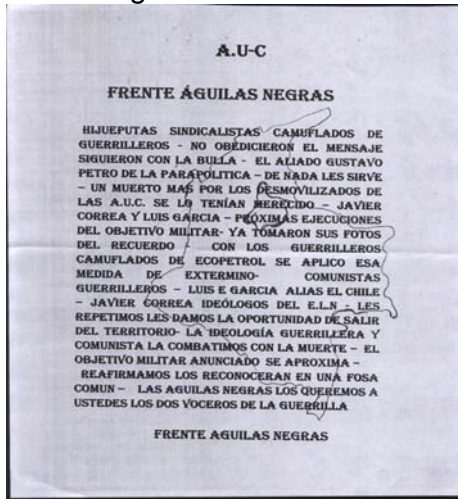 A.U-C
FRENTE ÁGUILAS NEGRAS
HIJUEPUTAS SINDICALISTAS CAMUFLADOS DE
GUERRILLEROS - NO OBEDICIERON EL MENSAJE
SIGUIERON CON LA BULLA - EL ALIADO GUSTAVO
PETRO DE LA PARAPOLITICA – DE NADA LES SIRVE
– UN MUERTO MAS POR LOS DESMOVILIZADOS DE
LAS A.U.C. SE LO TENÍAN MERECIDO – JAVIER
CORREA Y LUIS GARCIA – PRÓXIMAS EJECUCIONES
DEL OBJETIVO MILITAR- YA TOMARON SUS FOTOS
DEL RECUERDO - CON LOS GUERRILLEROS
CAMUFLADOS DE ECOPETROL SE APLICO ESA
MEDIDA DE EXTERMINO- COMUNISTAS
GUERRILLEROS – LUIS E GARCIA ALIAS EL CHILE
– JAVIER CORREA IDEÓLOGOS DEL E.L.N - LES
REPETIMOS LES DAMOS LA OPORTUNIDAD DE SALIR
DEL TERRITORIO- LA IDEOLOGÍA GUERRILLERA Y
COMUNISTA LA COMBATIMOS CON LA MUERTE – EL
OBJETIVO MILITAR ANUNCIADO SE APROXIMA –
REAFIRMAMOS LOS RECONOCERAN EN UNA FOSA
COMUN – LAS AGUILAS NEGRAS LOS QUEREMOS A
USTEDES LOS DOS VOCEROS DE LA GUERRILLA
FRENTE AGUILAS NEGRAS